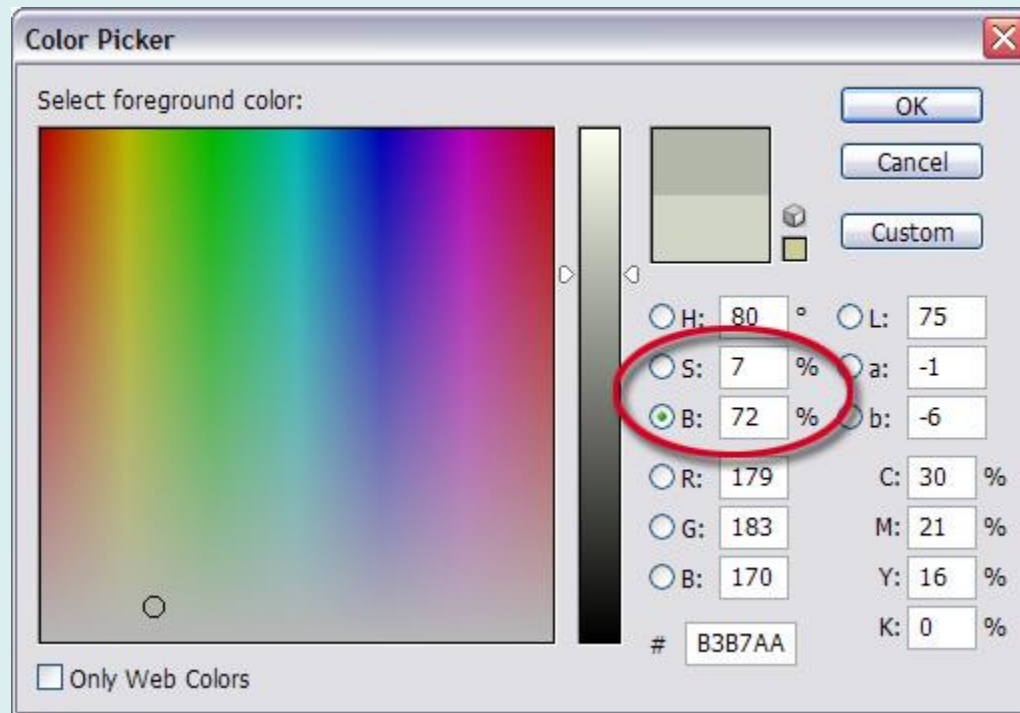 Color Picker
Select foreground color:
OK
Cancel
Custom
H: 80 ° L: 75
S: 7 % a: -1
B: 72 % b: -6
R: 179 C: 30 %
G: 183 M: 21 %
B: 170 Y: 16 %
K: 0 %
# B3B7AA
Only Web Colors